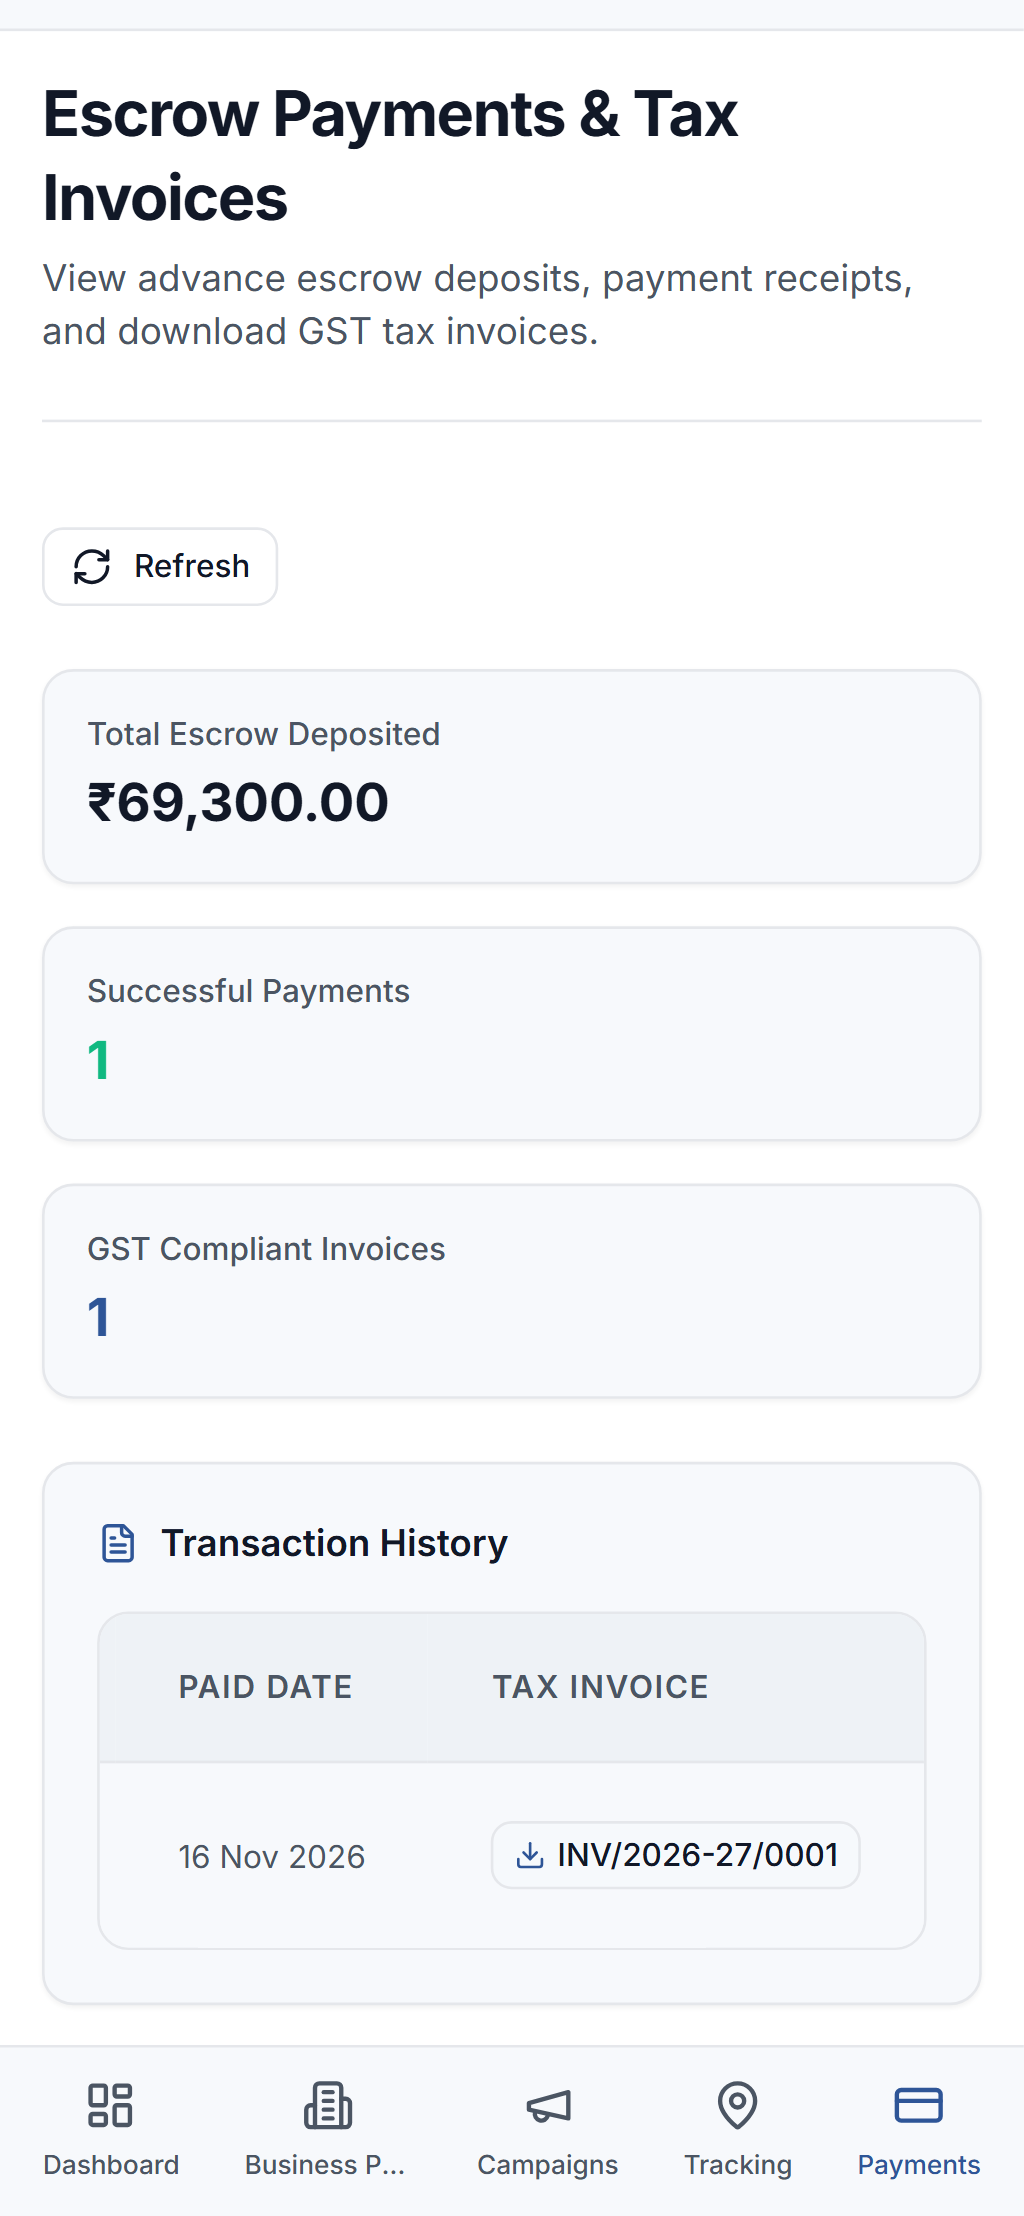 Escrow Payments & Tax
Invoices
View advance escrow deposits, payment receipts,
and download GST tax invoices.
Refresh
Total Escrow Deposited
₹69,300.00
Successful Payments
1
GST Compliant Invoices
1
Transaction History
PAID DATE TAX INVOICE
16 Nov 2026 INV/2026-27/0001
Dashboard Business P... Campaigns Tracking Payments